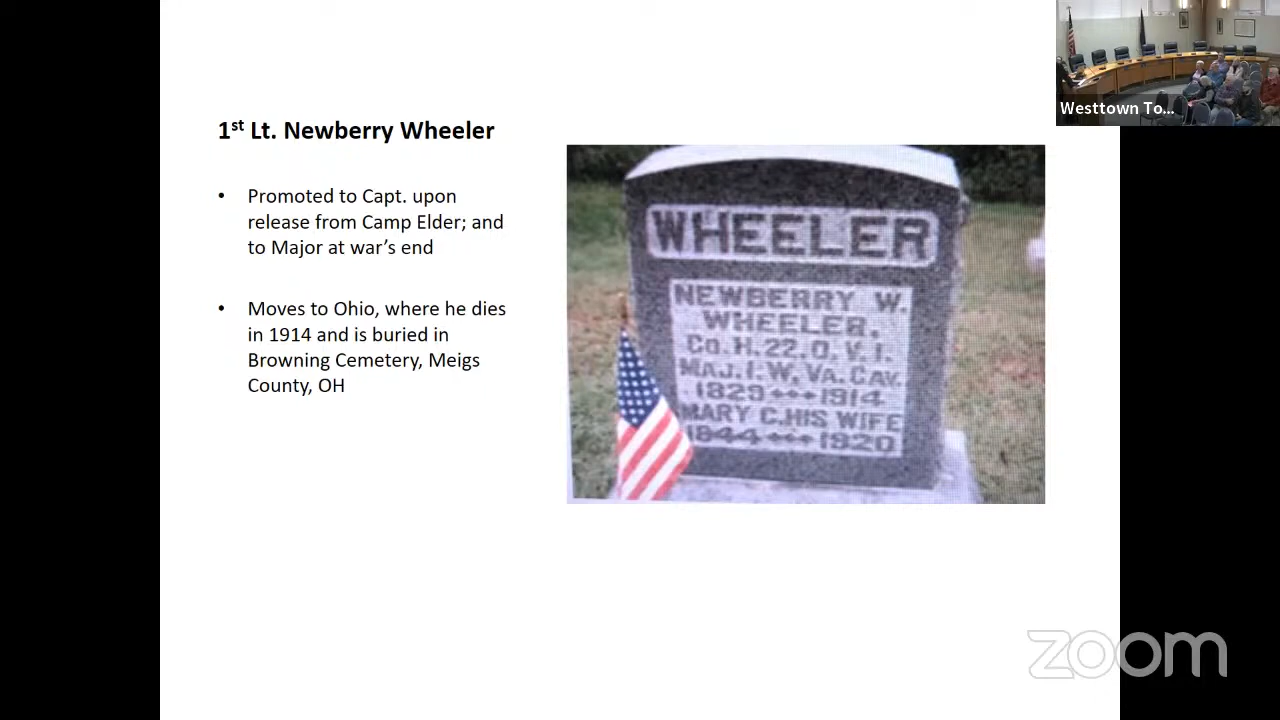 1st Lt. Newberry Wheeler
• Promoted to Capt. upon
release from Camp Elder; and
to Major at war’s end
• Moves to Ohio, where he dies
in 1914 and is buried in
Browning Cemetery, Meigs
County, OH
WHEELER
NEWBERRY W.
WHEELER.
CO. H. 22. O. V. I.
MAJ. 1. W. VA. CAV.
1829 1914
MARY C. HIS WIFE
1844 1920
Westtown To...
zoom